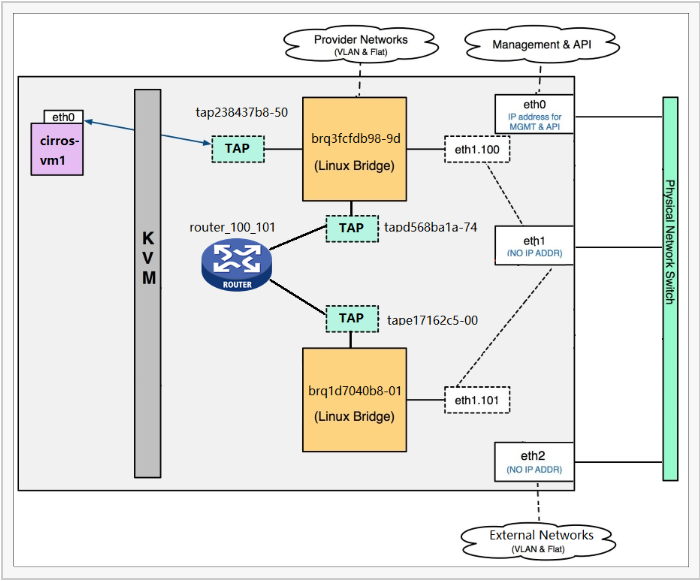 Provider Networks
(VLAN & Flat)
Management & API
tap238437b8-50
eth0
cirros-
vm1
TAP
brq3fcfdb98-9d
(Linux Bridge)
eth1.100
eth0
IP address for
MGMT & API
KVM
router_100_101
ROUTER
TAP
tapd568ba1a-74
eth1
(NO IP ADDR)
Physical Network Switch
TAP
tape17162c5-00
brq1d7040b8-01
(Linux Bridge)
eth1.101
eth2
(NO IP ADDR)
External Networks
(VLAN & Flat)